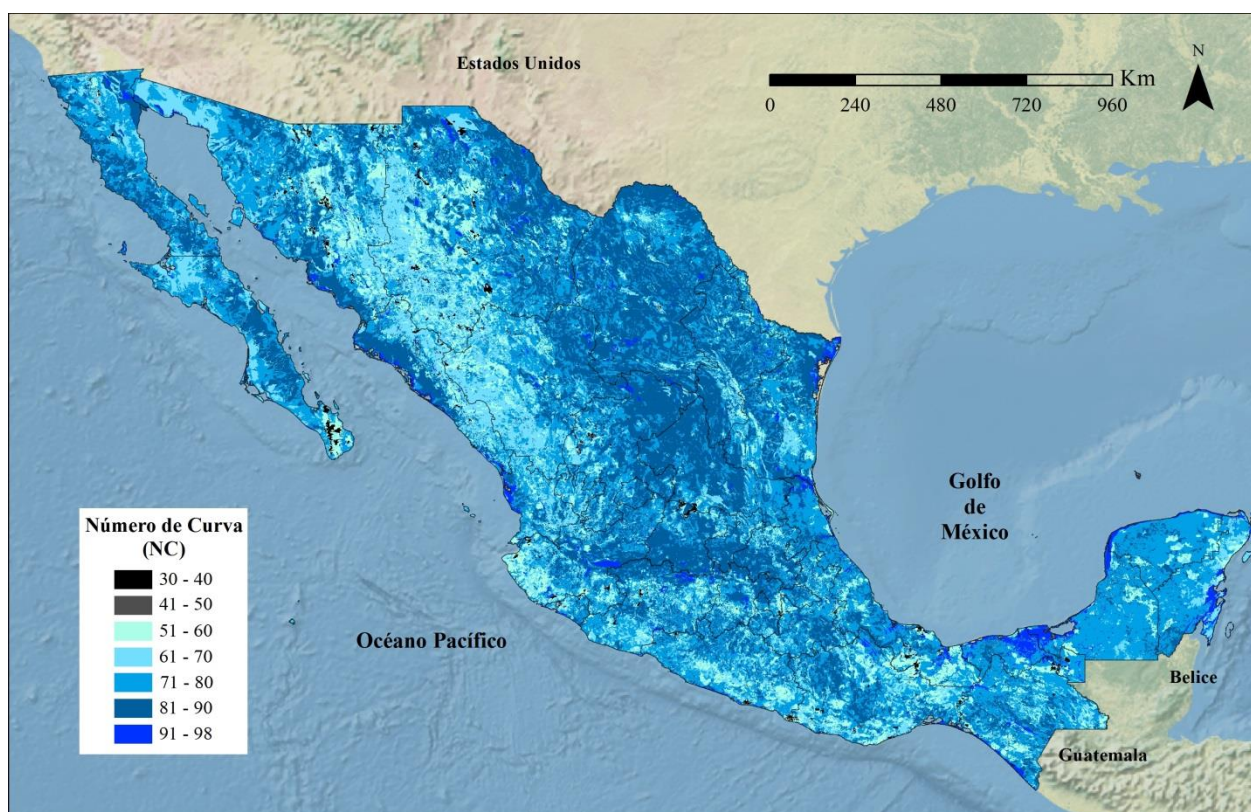 Estados Unidos
N
Km
0 240 480 720 960
Golfo
de
México
Océano Pacífico
Belice
Guatemala
Número de Curva
(NC)
30 - 40
41 - 50
51 - 60
61 - 70
71 - 80
81 - 90
91 - 98